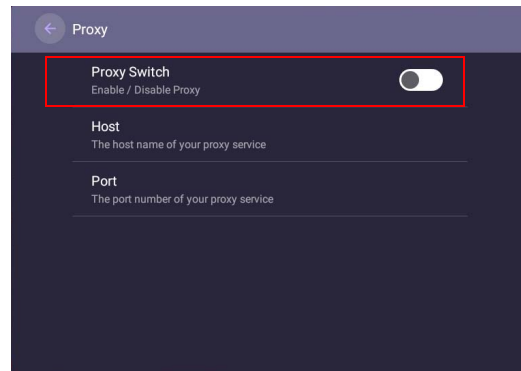 Proxy
Proxy Switch
Enable / Disable Proxy
Host
The host name of your proxy service
Port
The port number of your proxy service